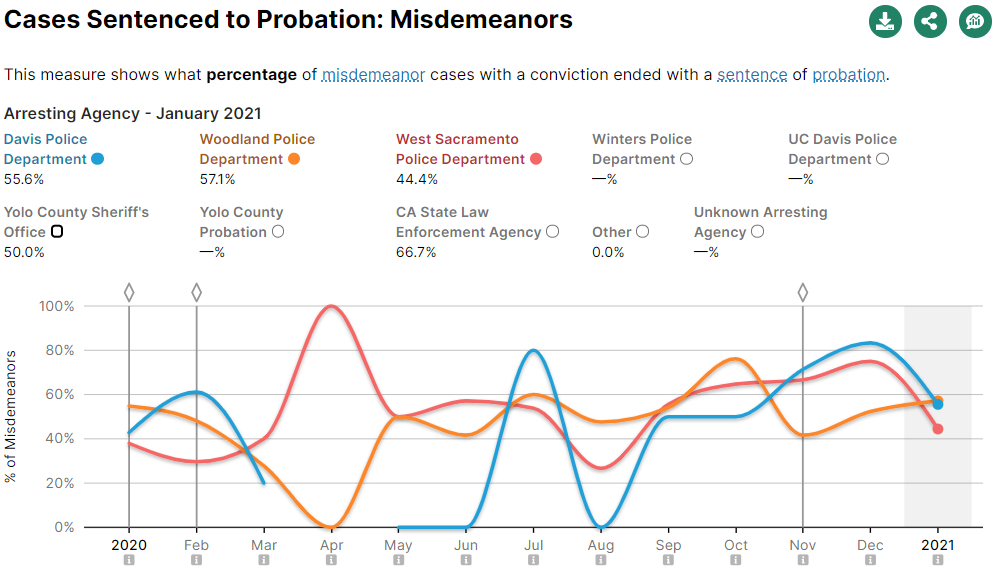 Cases Sentenced to Probation: Misdemeanors
This measure shows what percentage of misdemeanor cases with a conviction ended with a sentence of probation.
Arresting Agency - January 2021
Davis Police
Department
55.6%
Woodland Police
Department
57.1%
West Sacramento
Police Department
44.4%
Winters Police
Department
—%
UC Davis Police
Department
—%
Yolo County Sheriff's
Office
50.0%
Yolo County
Probation
—%
CA State Law
Enforcement Agency
66.7%
Other
0.0%
Unknown Arresting
Agency
—%
% of Misdemeanors
100%
80%
60%
40%
20%
0%
2020 Feb Mar Apr May Jun Jul Aug Sep Oct Nov Dec 2021
i i i i i i i i i i i i i